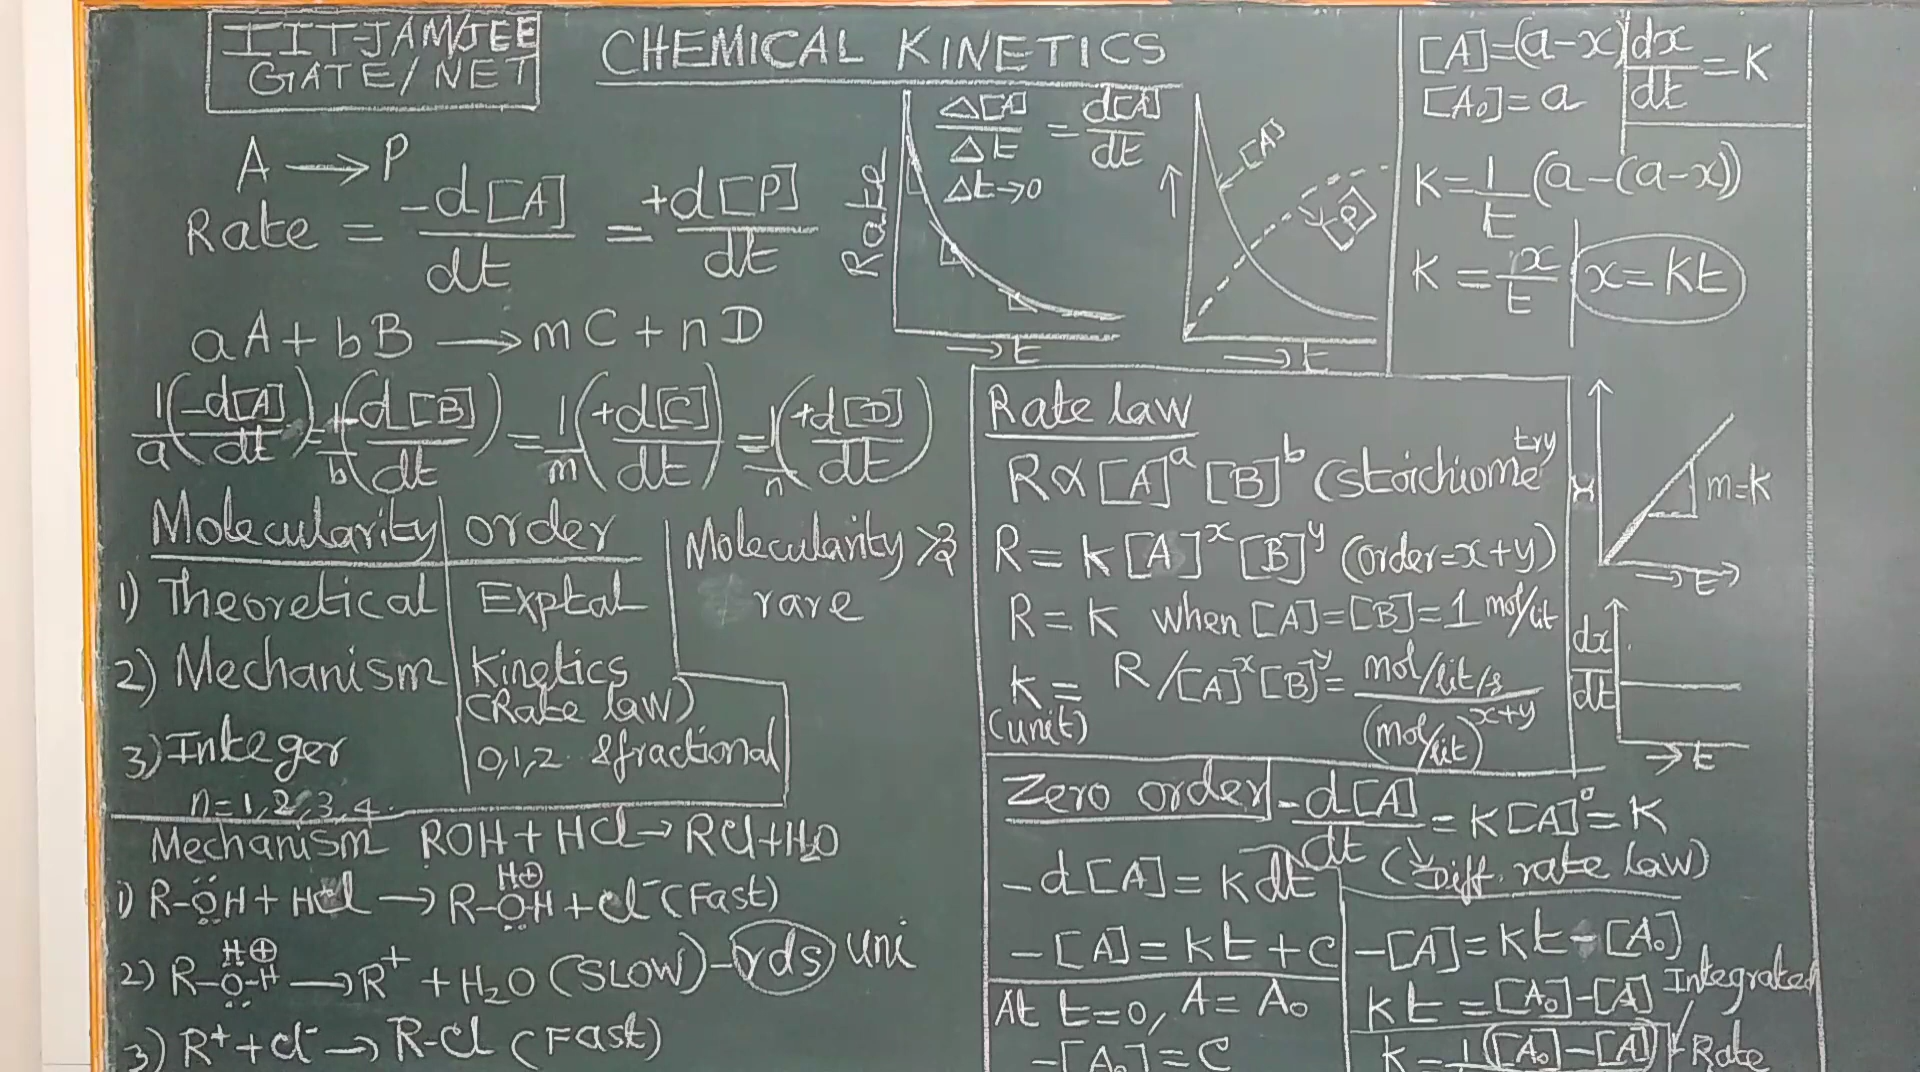 IIT-JAM/JEE
GATE/NET
CHEMICAL KINETICS
A → P
Rate = -d[A]/dt = +d[P]/dt
aA + bB → mC + nD
1/a(-d[A]/dt) = 1/b(-d[B]/dt) = 1/m(+d[C]/dt) = 1/n(+d[D]/dt)
Rate
Δ[A]/Δt = d[A]/dt
Δt→0
→ t
[A]
[P]
→ t
Molecularity | order
1) Theoretical | Exptal
2) Mechanism | Kinetics
(Rate law)
3) Integer | 0,1,2 & fractional
n=1,2,3,4.
Molecularity >3
rare
Mechanism ROH + HCl → RCl + H2O
1) R-ÖH + HCl → R-O(H⊕)-H + Cl⁻ (Fast)
2) R-O(H⊕)-H → R⁺ + H2O (SLOW) - rds uni
3) R⁺ + Cl⁻ → R-Cl (Fast)
Rate law
R α [A]^a [B]^b (stoichiometry
R = K[A]^x [B]^y (order=x+y)
R = K when [A]=[B]=1 mol/lit
K = R/[A]^x[B]^y = mol/lit/s / (mol/lit)^(x+y)
(unit)
Zero order -d[A]/dt = K[A]⁰ = K
(Diff. rate law)
-d[A] = Kdt
-[A] = Kt + C
At t=0, A = A₀
-[A₀] = C
-[A] = Kt - [A₀]
Kt = [A₀] - [A] Integrated
K = 1/t ([A₀] - [A]) Rate
[A] = (a-x)
[A₀] = a
dx/dt = K
K = 1/t (a-(a-x))
K = x/t
x = Kt
x
m=K
→ t
dx/dt
→ t